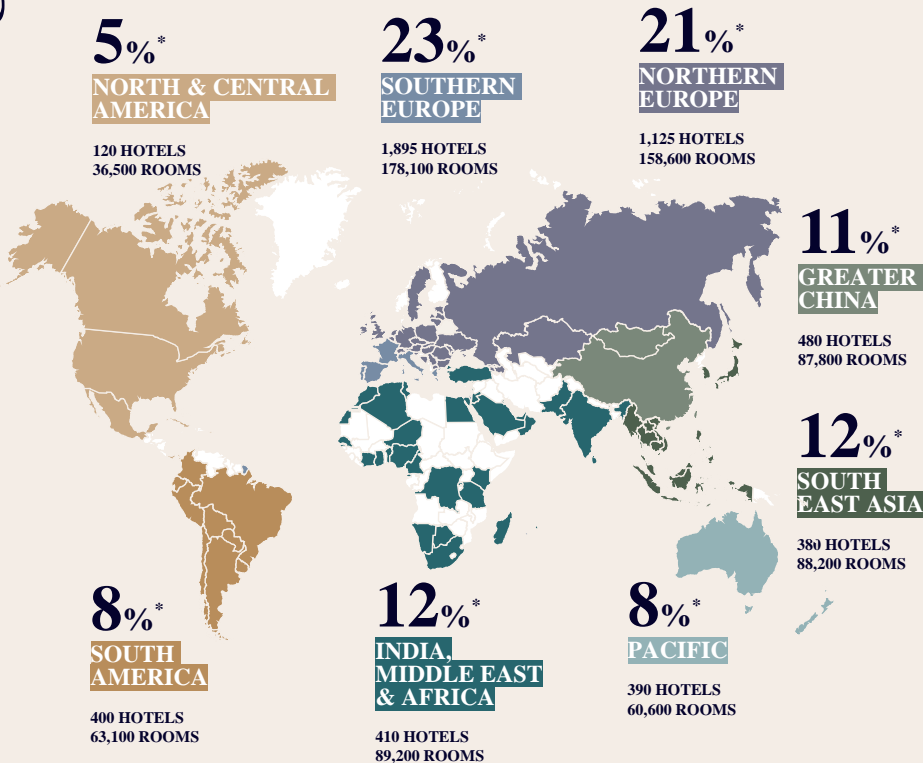 5%*
NORTH & CENTRAL
AMERICA
120 HOTELS
36,500 ROOMS
23%*
SOUTHERN
EUROPE
1,895 HOTELS
178,100 ROOMS
21%*
NORTHERN
EUROPE
1,125 HOTELS
158,600 ROOMS
11%*
GREATER
CHINA
480 HOTELS
87,800 ROOMS
12%*
SOUTH
EAST ASIA
380 HOTELS
88,200 ROOMS
8%*
SOUTH
AMERICA
400 HOTELS
63,100 ROOMS
12%*
INDIA,
MIDDLE EAST
& AFRICA
410 HOTELS
89,200 ROOMS
8%*
PACIFIC
390 HOTELS
60,600 ROOMS